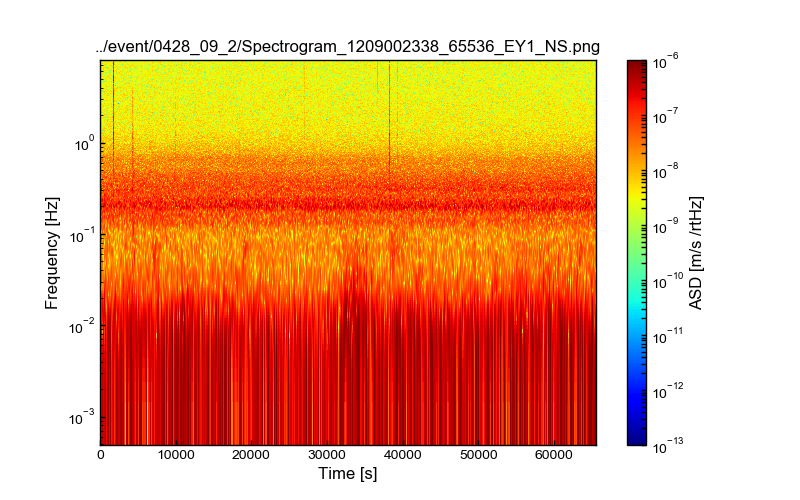 ../event/0428_09_2/Spectrogram_1209002338_65536_EY1_NS.png
Frequency [Hz]
10^0
10^-1
10^-2
10^-3
0 10000 20000 30000 40000 50000 60000
Time [s]
10^-6
10^-7
10^-8
10^-9
10^-10
10^-11
10^-12
10^-13
ASD [m/s /rtHz]